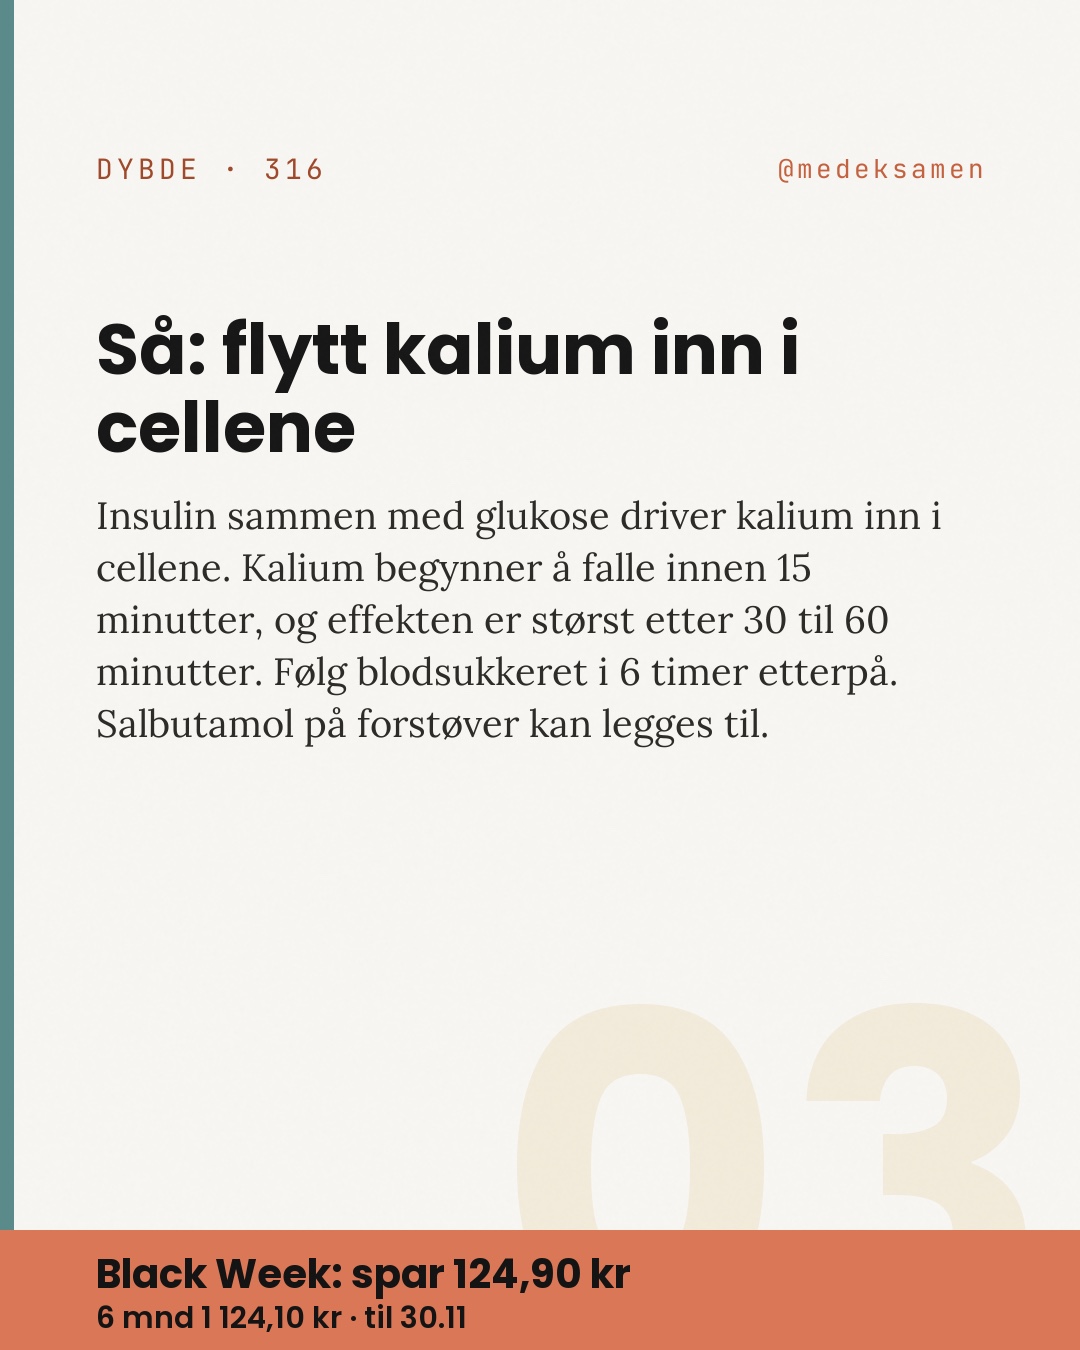 DYBDE · 316
@medeksamen
Så: flytt kalium inn i
cellene
Insulin sammen med glukose driver kalium inn i
cellene. Kalium begynner å falle innen 15
minutter, og effekten er størst etter 30 til 60
minutter. Følg blodsukkeret i 6 timer etterpå.
Salbutamol på forstøver kan legges til.
03
Black Week: spar 124,90 kr
6 mnd 1 124,10 kr · til 30.11